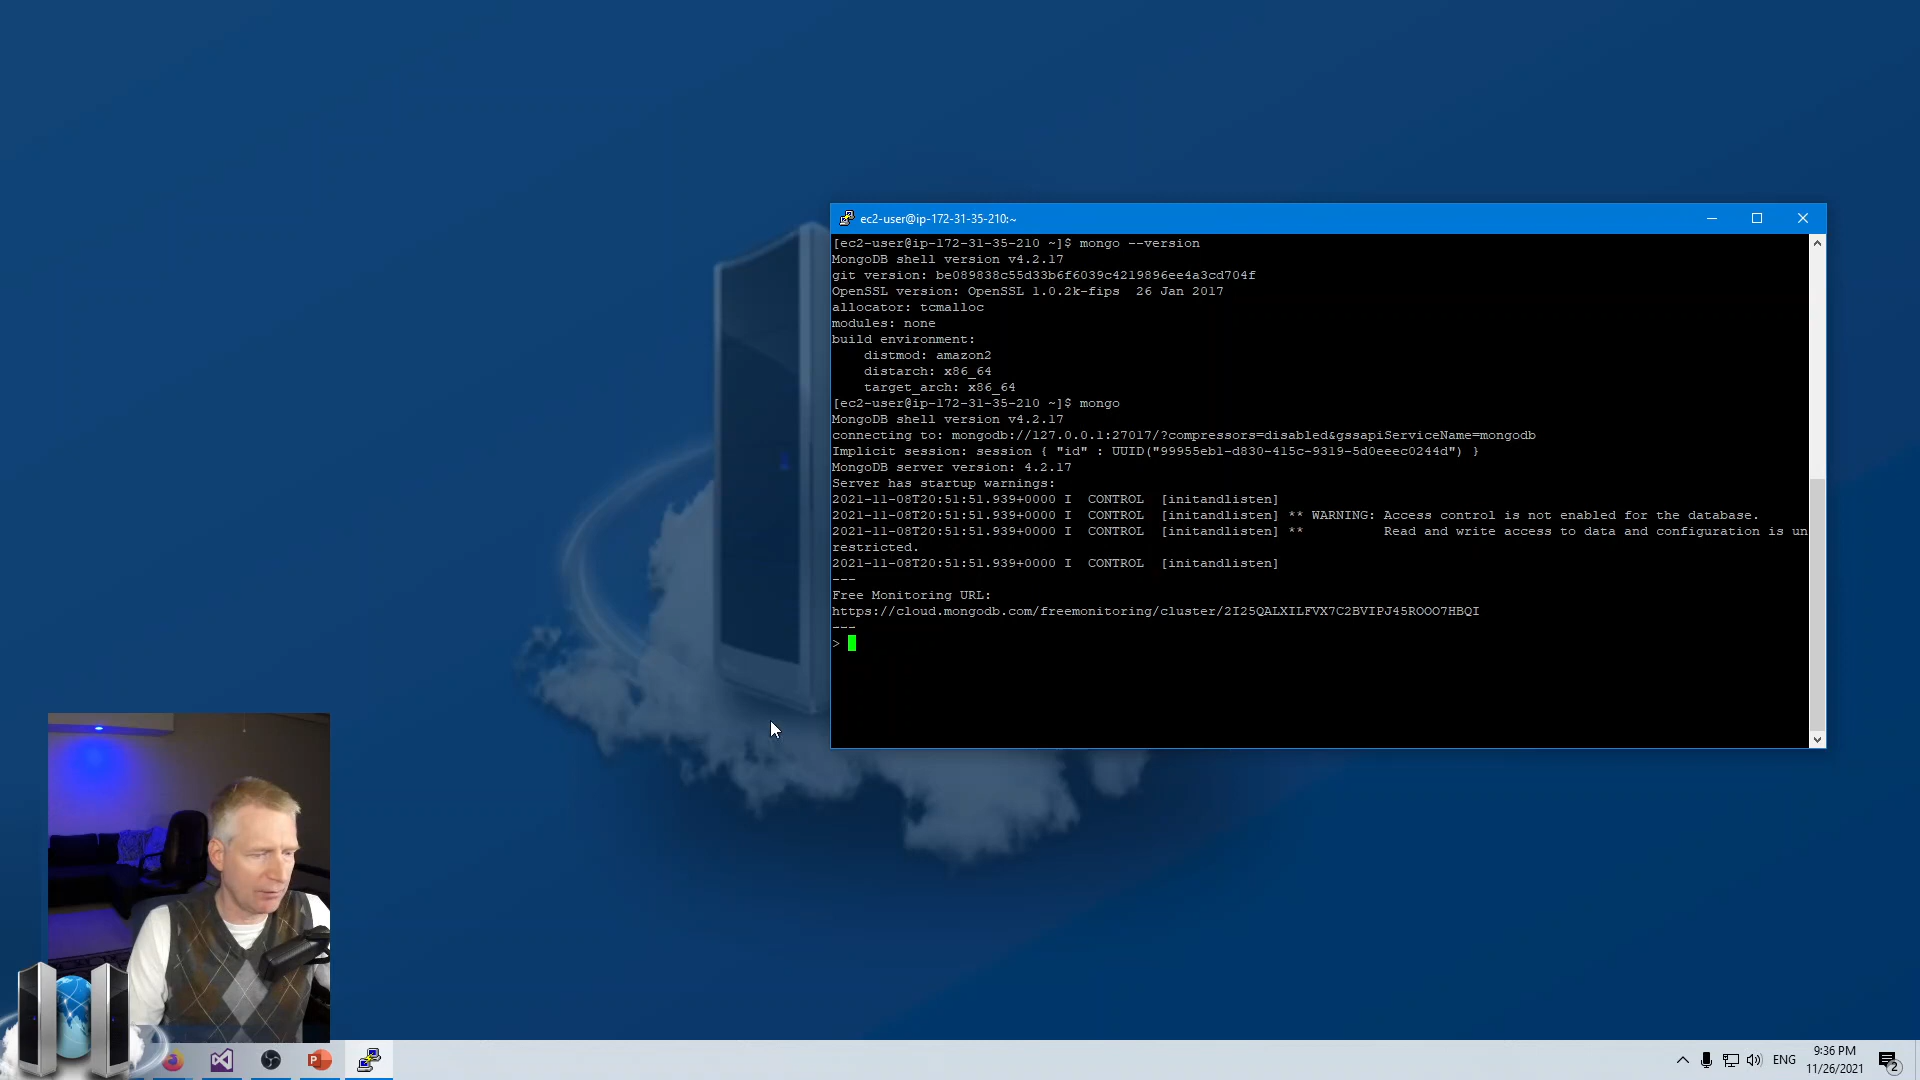 ec2-user@ip-172-31-35-210:~
[ec2-user@ip-172-31-35-210 ~]$ mongo --version
MongoDB shell version v4.2.17
git version: be089838c55d33b6f6039c4219896ee4a3cd704f
OpenSSL version: OpenSSL 1.0.2k-fips  26 Jan 2017
allocator: tcmalloc
modules: none
build environment:
    distmod: amazon2
    distarch: x86_64
    target_arch: x86_64
[ec2-user@ip-172-31-35-210 ~]$ mongo
MongoDB shell version v4.2.17
connecting to: mongodb://127.0.0.1:27017/?compressors=disabled&gssapiServiceName=mongodb
Implicit session: session { "id" : UUID("99955eb1-d830-415c-9319-5d0eeec0244d") }
MongoDB server version: 4.2.17
Server has startup warnings:
2021-11-08T20:51:51.939+0000 I  CONTROL  [initandlisten]
2021-11-08T20:51:51.939+0000 I  CONTROL  [initandlisten] ** WARNING: Access control is not enabled for the database.
2021-11-08T20:51:51.939+0000 I  CONTROL  [initandlisten] **          Read and write access to data and configuration is un
restricted.
2021-11-08T20:51:51.939+0000 I  CONTROL  [initandlisten]
---
Free Monitoring URL:
https://cloud.mongodb.com/freemonitoring/cluster/2I25QALXILFVX7C2BVIPJ45ROOO7HBQI
---
>
ENG
9:36 PM
11/26/2021
2